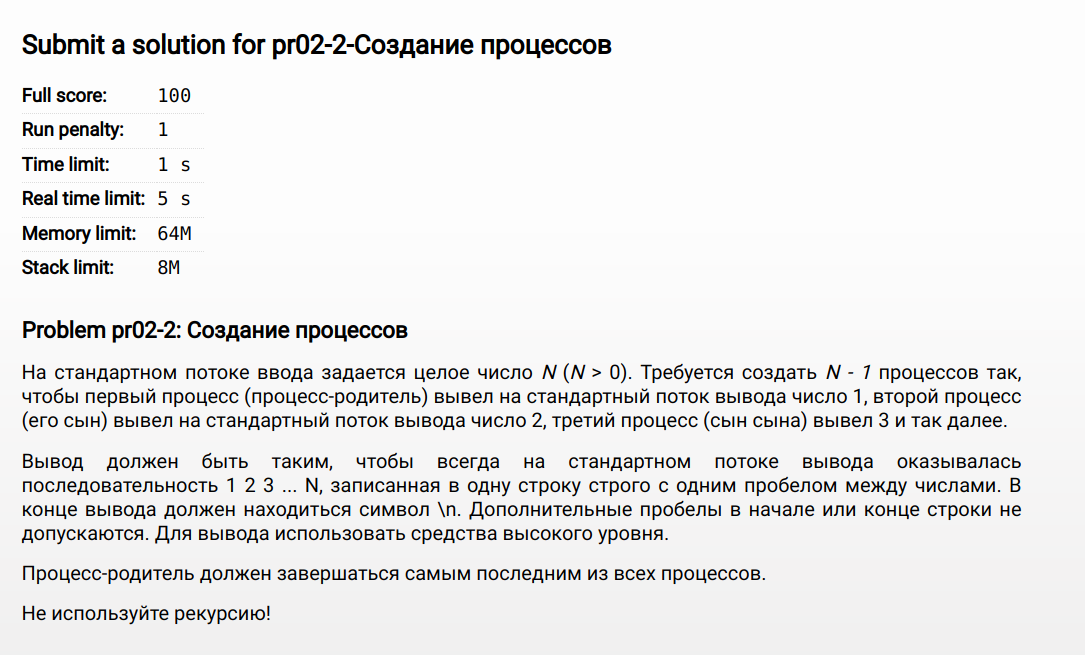 Submit a solution for pr02-2-Создание процессов
Full score: 100
Run penalty: 1
Time limit: 1 s
Real time limit: 5 s
Memory limit: 64M
Stack limit: 8M
Problem pr02-2: Создание процессов
На стандартном потоке ввода задается целое число N (N > 0). Требуется создать N - 1 процессов так,
чтобы первый процесс (процесс-родитель) вывел на стандартный поток вывода число 1, второй процесс
(его сын) вывел на стандартный поток вывода число 2, третий процесс (сын сына) вывел 3 и так далее.
Вывод должен быть таким, чтобы всегда на стандартном потоке вывода оказывалась
последовательность 1 2 3 ... N, записанная в одну строку строго с одним пробелом между числами. В
конце вывода должен находиться символ \n. Дополнительные пробелы в начале или конце строки не
допускаются. Для вывода использовать средства высокого уровня.
Процесс-родитель должен завершаться самым последним из всех процессов.
Не используйте рекурсию!